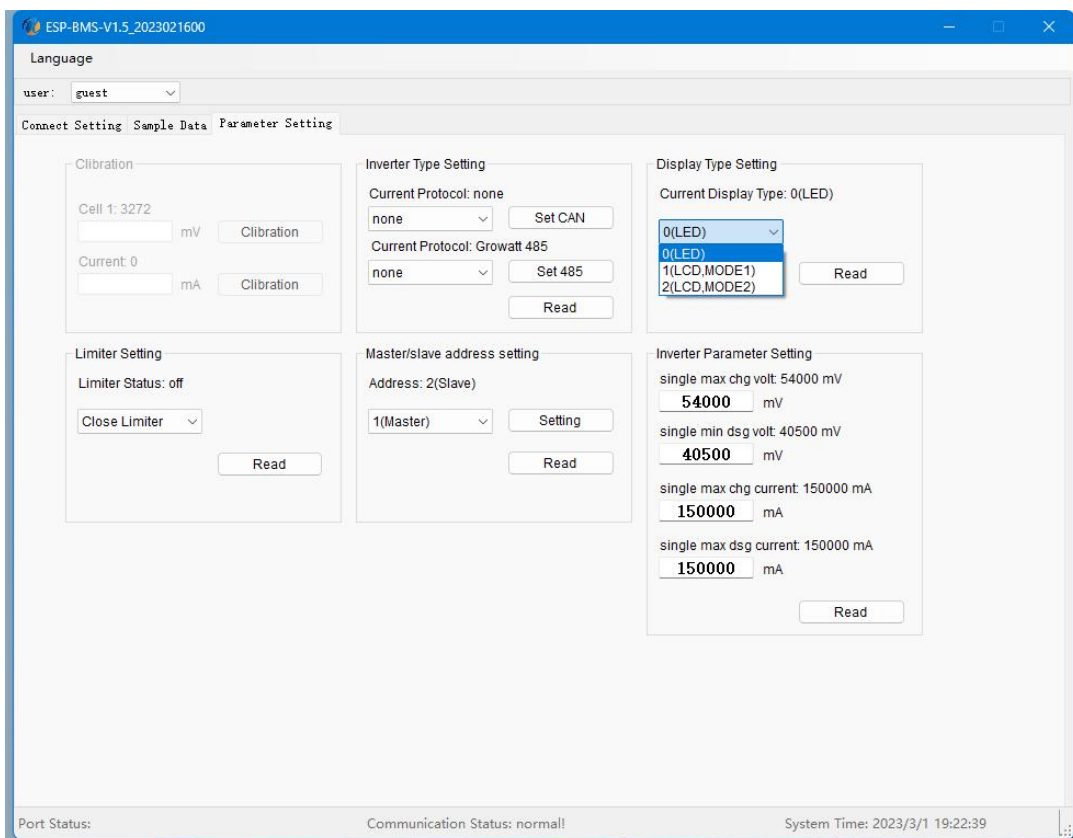 ESP-BMS-V1.5_2023021600
Language
user: guest
Connect Setting Sample Data Parameter Setting
Clibration
Cell 1: 3272
mV Clibration
Current: 0
mA Clibration
Inverter Type Setting
Current Protocol: none
none Set CAN
Current Protocol: Growatt 485
none Set 485
Read
Display Type Setting
Current Display Type: 0(LED)
0(LED)
0(LED)
1(LCD,MODE1)
2(LCD,MODE2)
Read
Limiter Setting
Limiter Status: off
Close Limiter
Read
Master/slave address setting
Address: 2(Slave)
1(Master) Setting
Read
Inverter Parameter Setting
single max chg volt: 54000 mV
54000 mV
single min dsg volt: 40500 mV
40500 mV
single max chg current: 150000 mA
150000 mA
single max dsg current: 150000 mA
150000 mA
Read
Port Status: Communication Status: normal! System Time: 2023/3/1 19:22:39